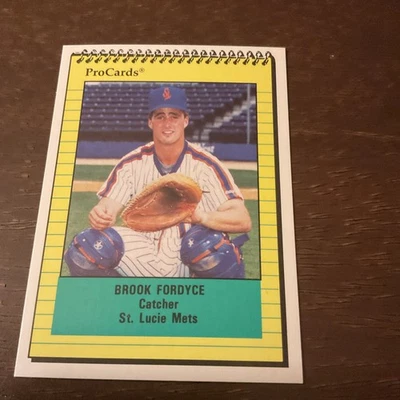 ProCards®
BROOK FORDYCE
Catcher
St. Lucie Mets